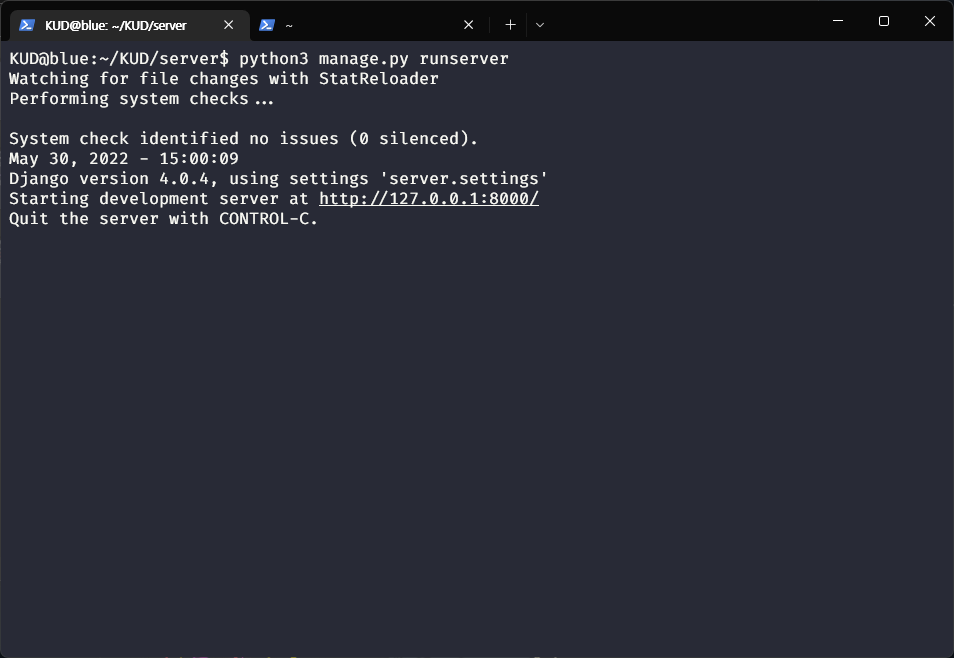 KUD@blue: ~/KUD/server
~
KUD@blue:~/KUD/server$ python3 manage.py runserver
Watching for file changes with StatReloader
Performing system checks...
System check identified no issues (0 silenced).
May 30, 2022 - 15:00:09
Django version 4.0.4, using settings 'server.settings'
Starting development server at http://127.0.0.1:8000/
Quit the server with CONTROL-C.